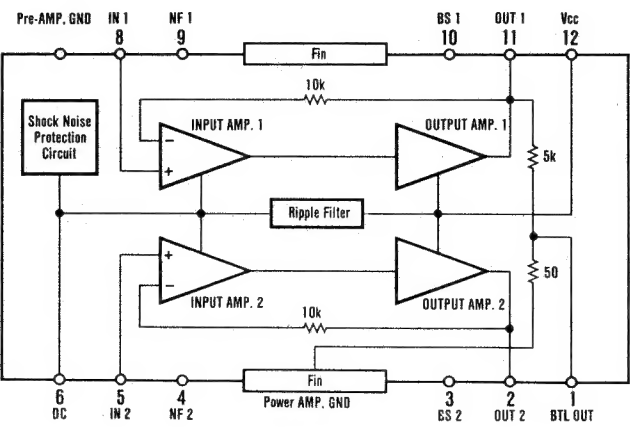 Pre-AMP, GND IN 1 NF 1 BS 1 OUT 1 Vcc
8 9 10 11 12
Fin
10k
Shock Noise
Protection
Circuit
INPUT AMP. 1
OUTPUT AMP. 1
−
+
5k
Ripple Filter
+
−
50
INPUT AMP. 2
OUTPUT AMP. 2
10k
Fin
6 5 4 Power AMP, GND 3 2 1
DC IN 2 NF 2 BS 2 OUT 2 BTL OUT